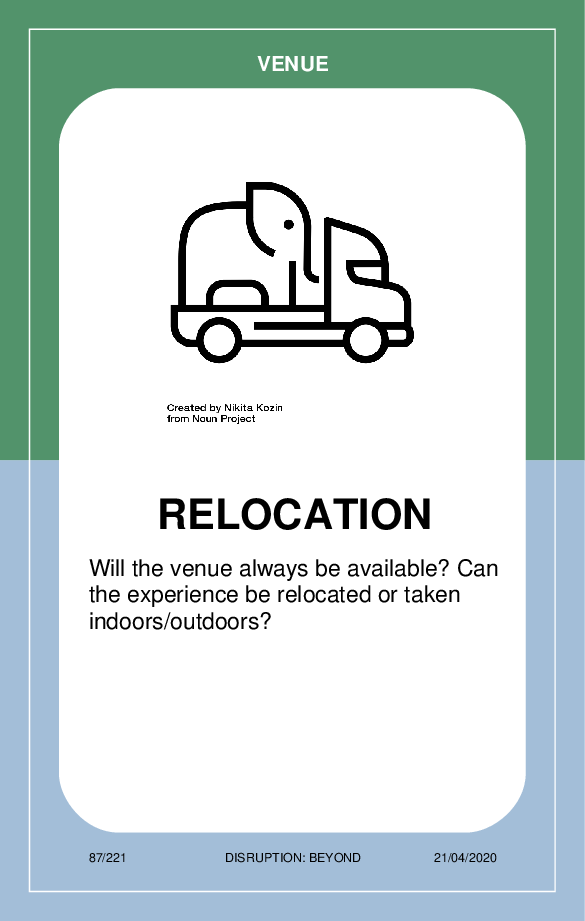 VENUE
Created by Nikita Kozin
from Noun Project
RELOCATION
Will the venue always be available? Can
the experience be relocated or taken
indoors/outdoors?
87/221 DISRUPTION: BEYOND 21/04/2020